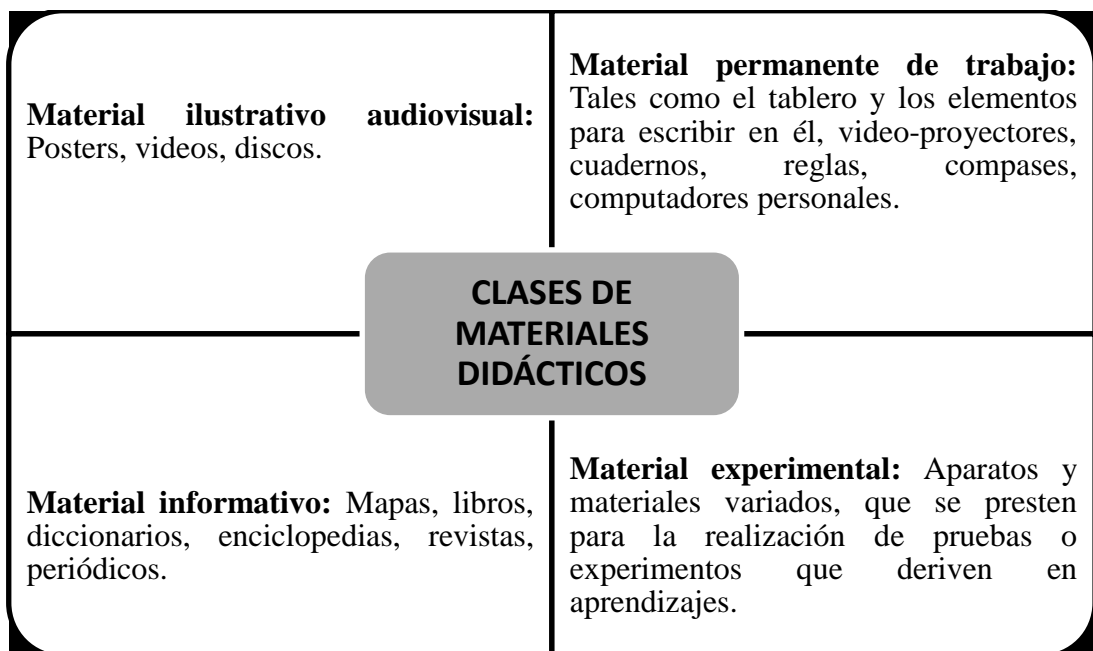 Material ilustrativo audiovisual:
Posters, videos, discos.
Material permanente de trabajo:
Tales como el tablero y los elementos
para escribir en él, video-proyectores,
cuadernos, reglas, compases,
computadores personales.
CLASES DE
MATERIALES
DIDÁCTICOS
Material informativo: Mapas, libros,
diccionarios, enciclopedias, revistas,
periódicos.
Material experimental: Aparatos y
materiales variados, que se presten
para la realización de pruebas o
experimentos que deriven en
aprendizajes.